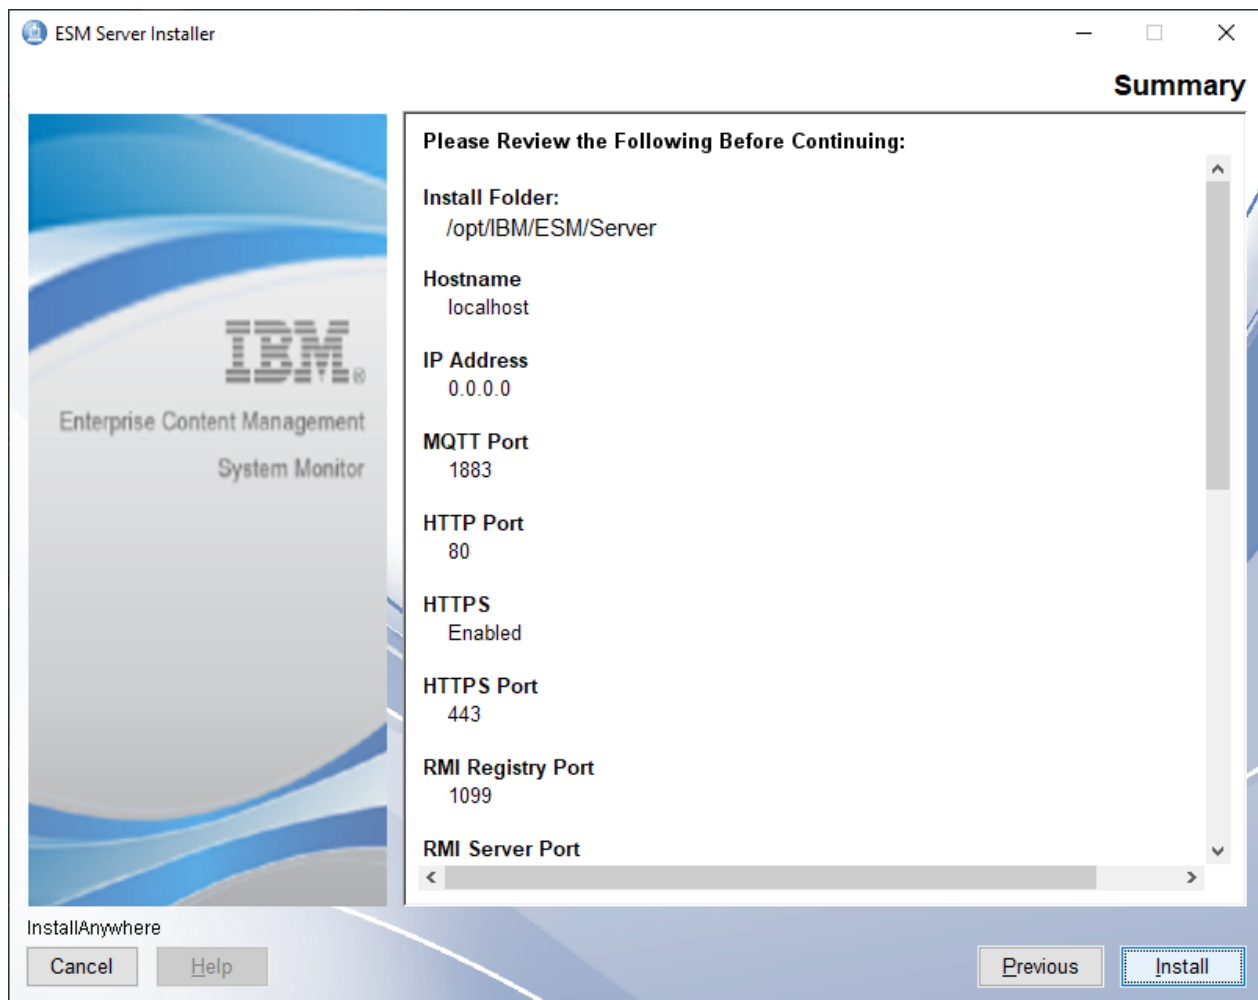 ESM Server Installer
Summary
IBM®
Enterprise Content Management
System Monitor
Please Review the Following Before Continuing:
Install Folder:
/opt/IBM/ESM/Server
Hostname
localhost
IP Address
0.0.0.0
MQTT Port
1883
HTTP Port
80
HTTPS
Enabled
HTTPS Port
443
RMI Registry Port
1099
RMI Server Port
InstallAnywhere
Cancel
Help
Previous
Install